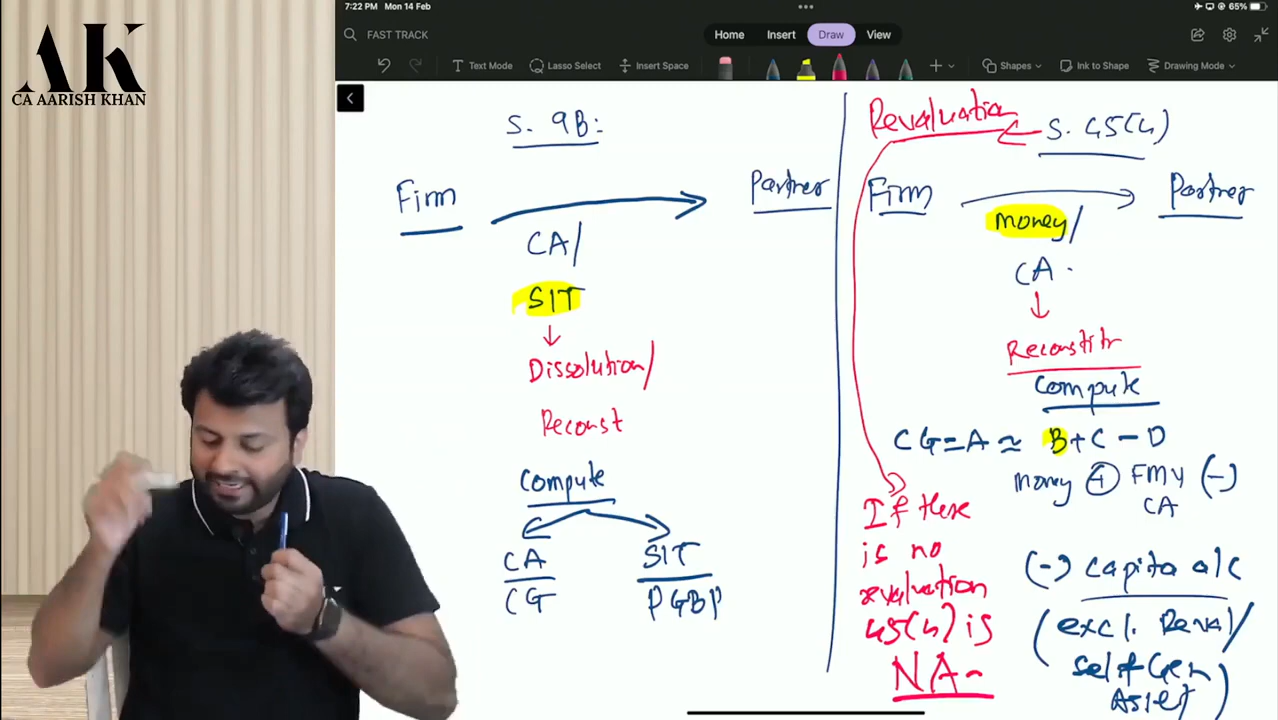 7:22 PM Mon 14 Feb
65%
AK
CA AARISH KHAN
FAST TRACK
Home Insert Draw View
Text Mode Lasso Select Insert Space Shapes Ink to Shape Drawing Mode
S. 9B:
Firm
Partner
CA/
SIT
Dissolution/
Reconst
Compute
CA SIT
CG PGBP
Revaluation
S. 45(4)
Firm
Partner
money/
CA
Reconstitr
Compute
CG=A ≈ B+C-D
money (+) FMV (-)
CA
(-) Capita a/c
(excl. Reval/
self Gen
Asset)
If there
is no
revaluation
45(4) is
NA-